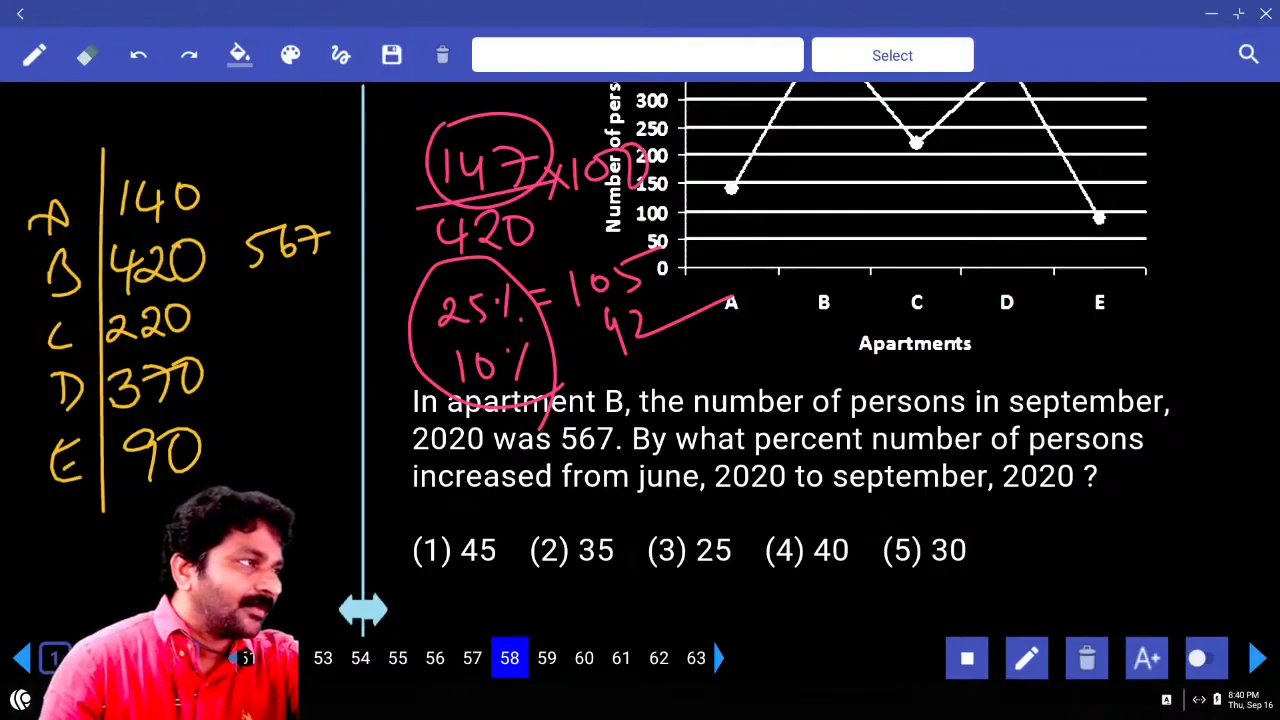 Select
A 140
B 420 567
C 220
D 370
E 90
147 × 100
420
25% = 105
10% 42
Number of pers
300
250
200
150
100
50
0
A B C D E
Apartments
In apartment B, the number of persons in september,
2020 was 567. By what percent number of persons
increased from june, 2020 to september, 2020 ?
(1) 45 (2) 35 (3) 25 (4) 40 (5) 30
1 51 53 54 55 56 57 58 59 60 61 62 63
A+
A 8:40 PM
Thu, Sep 16